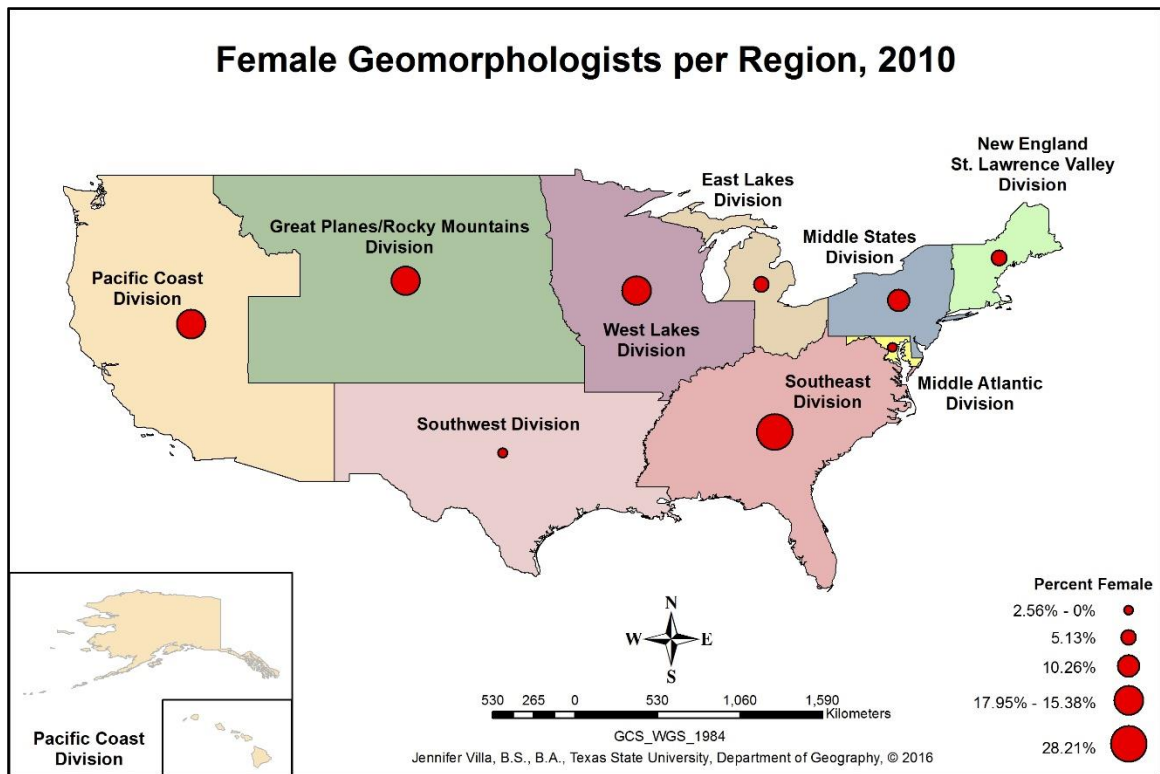 Female Geomorphologists per Region, 2010
New England
St. Lawrence Valley
Division
East Lakes
Division
Great Planes/Rocky Mountains
Division
Middle States
Division
Pacific Coast
Division
West Lakes
Division
Southeast
Division
Middle Atlantic
Division
Southwest Division
Pacific Coast
Division
N
W E
S
530 265 0 530 1,060 1,590
Kilometers
GCS_WGS_1984
Jennifer Villa, B.S., B.A., Texas State University, Department of Geography, © 2016
Percent Female
2.56% - 0%
5.13%
10.26%
17.95% - 15.38%
28.21%